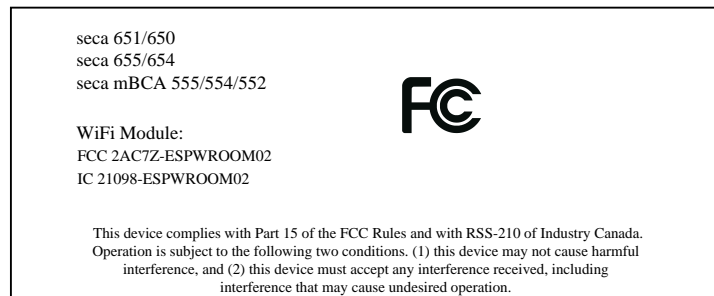 seca 651/650
seca 655/654
seca mBCA 555/554/552
FC
WiFi Module:
FCC 2AC7Z-ESPWROOM02
IC 21098-ESPWROOM02
This device complies with Part 15 of the FCC Rules and with RSS-210 of Industry Canada.
Operation is subject to the following two conditions. (1) this device may not cause harmful
interference, and (2) this device must accept any interference received, including
interference that may cause undesired operation.